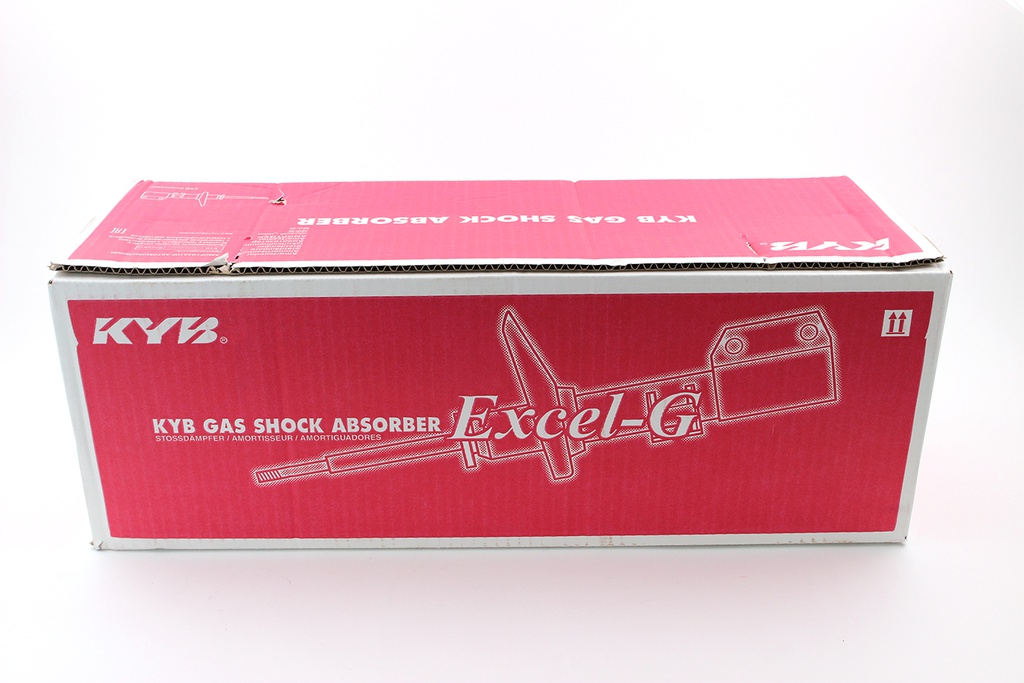 KYB GAS SHOCK ABSORBER
KYB
KYB®
KYB GAS SHOCK ABSORBER Excel-G
STOSSDÄMPFER / AMORTISSEUR / AMORTIGUADORES